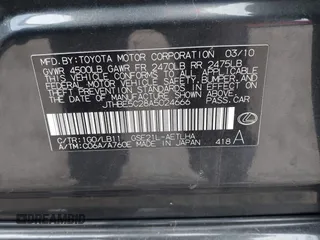 MFD BY: TOYOTA MOTOR CORPORATION 03/10
GVWR 4500LB GAWR FR 2470LB RR 2475LB
THIS VEHICLE CONFORMS TO ALL APPLICABLE
FEDERAL MOTOR VEHICLE SAFETY, BUMPER, AND
THEFT PREVENTION STANDARDS IN EFFECT ON THE DATE OF
MANUFACTURE SHOWN ABOVE.
JTHBE5C28A5024666 PASS.CAR
C/TR: 1G0/LB11 GSE21L-AETLHA
A/TM: C06A/A760E MADE IN JAPAN 418 A
iDRIVEANDBID